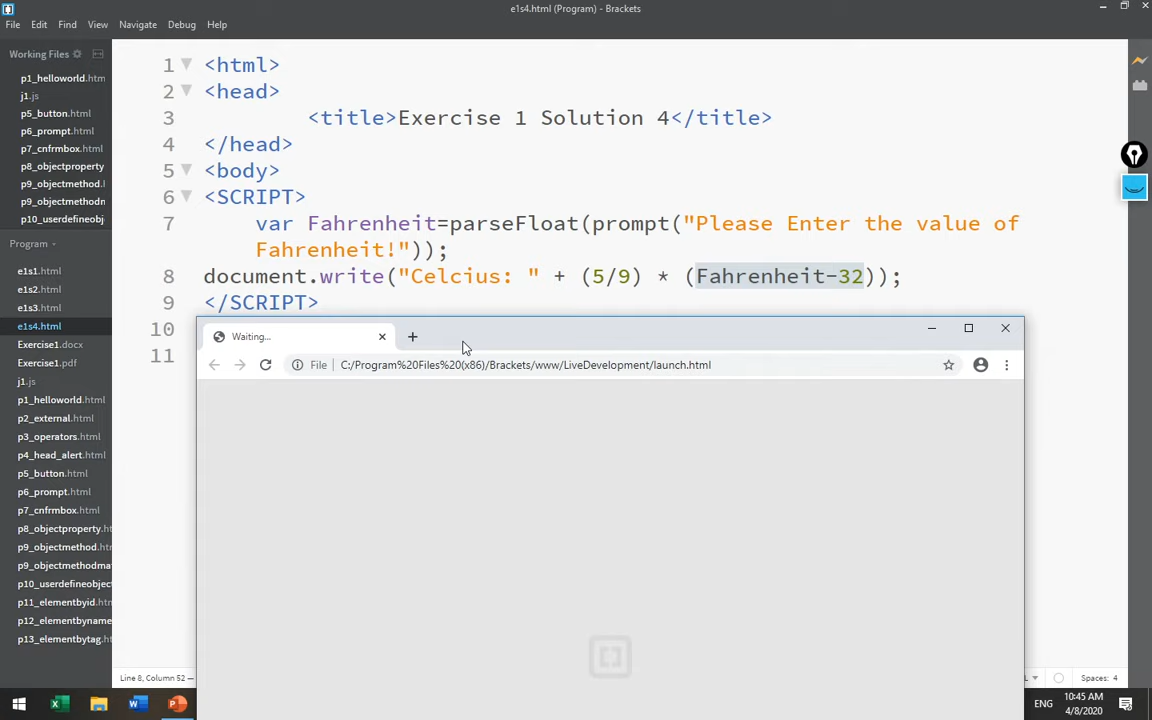 e1s4.html (Program) - Brackets
File Edit Find View Navigate Debug Help
Working Files
p1_helloworld.htm
j1.js
p5_button.html
p6_prompt.html
p7_cnfrmbox.html
p8_objectproperty
p9_objectmethod.l
p9_objectmethodn
p10_userdefineobj
Program
e1s1.html
e1s2.html
e1s3.html
e1s4.html
Exercise1.docx
Exercise1.pdf
j1.js
p1_helloworld.html
p2_external.html
p3_operators.html
p4_head_alert.html
p5_button.html
p6_prompt.html
p7_cnfrmbox.html
p8_objectproperty.ht
p9_objectmethod.html
p9_objectmethodma
p10_userdefineobject
p11_elementbyid.htm
p12_elementbyname
p13_elementbytag.ht
1 <html>
2 <head>
3 <title>Exercise 1 Solution 4</title>
4 </head>
5 <body>
6 <SCRIPT>
7 var Fahrenheit=parseFloat(prompt("Please Enter the value of
Fahrenheit!"));
8 document.write("Celcius: " + (5/9) * (Fahrenheit-32));
9 </SCRIPT>
10
11
Waiting...
File C:/Program%20Files%20(x86)/Brackets/www/LiveDevelopment/launch.html
Line 8, Column 52 —
L Spaces: 4
ENG 10:45 AM
4/8/2020